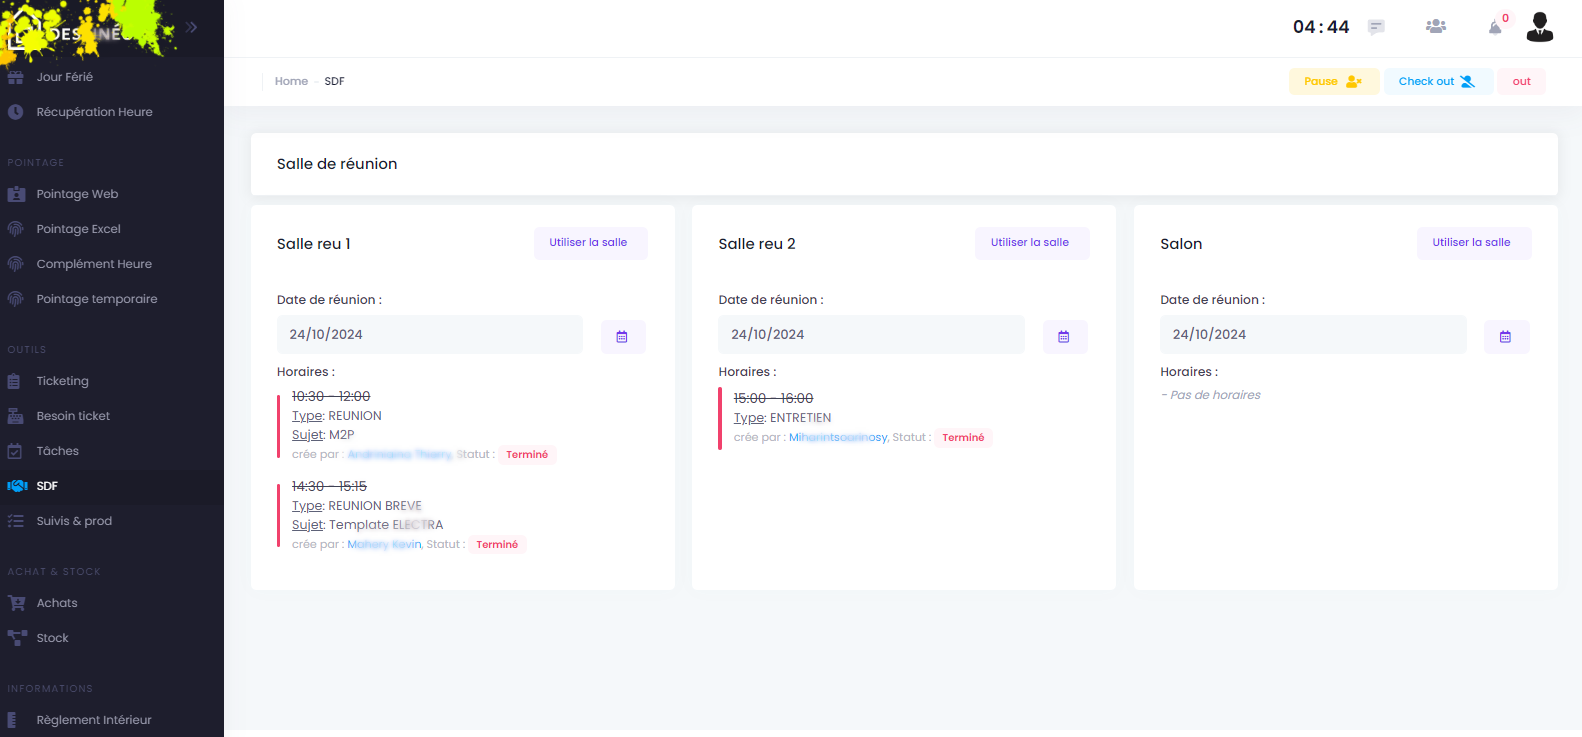 04:44
0
Home - SDF
Pause
Check out
out
Jour Férié
Récupération Heure
POINTAGE
Pointage Web
Pointage Excel
Complément Heure
Pointage temporaire
OUTILS
Ticketing
Besoin ticket
Tâches
SDF
Suivis & prod
ACHAT & STOCK
Achats
Stock
INFORMATIONS
Règlement Intérieur
Salle de réunion
Salle reu 1
Utiliser la salle
Date de réunion :
24/10/2024
Horaires :
10:30 - 12:00
Type: REUNION
Sujet: M2P
crée par : Statut : Terminé
14:30 - 15:15
Type: REUNION BREVE
Sujet: Template ELECTRA
crée par : Statut : Terminé
Salle reu 2
Utiliser la salle
Date de réunion :
24/10/2024
Horaires :
15:00 - 16:00
Type: ENTRETIEN
crée par : Statut : Terminé
Salon
Utiliser la salle
Date de réunion :
24/10/2024
Horaires :
- Pas de horaires